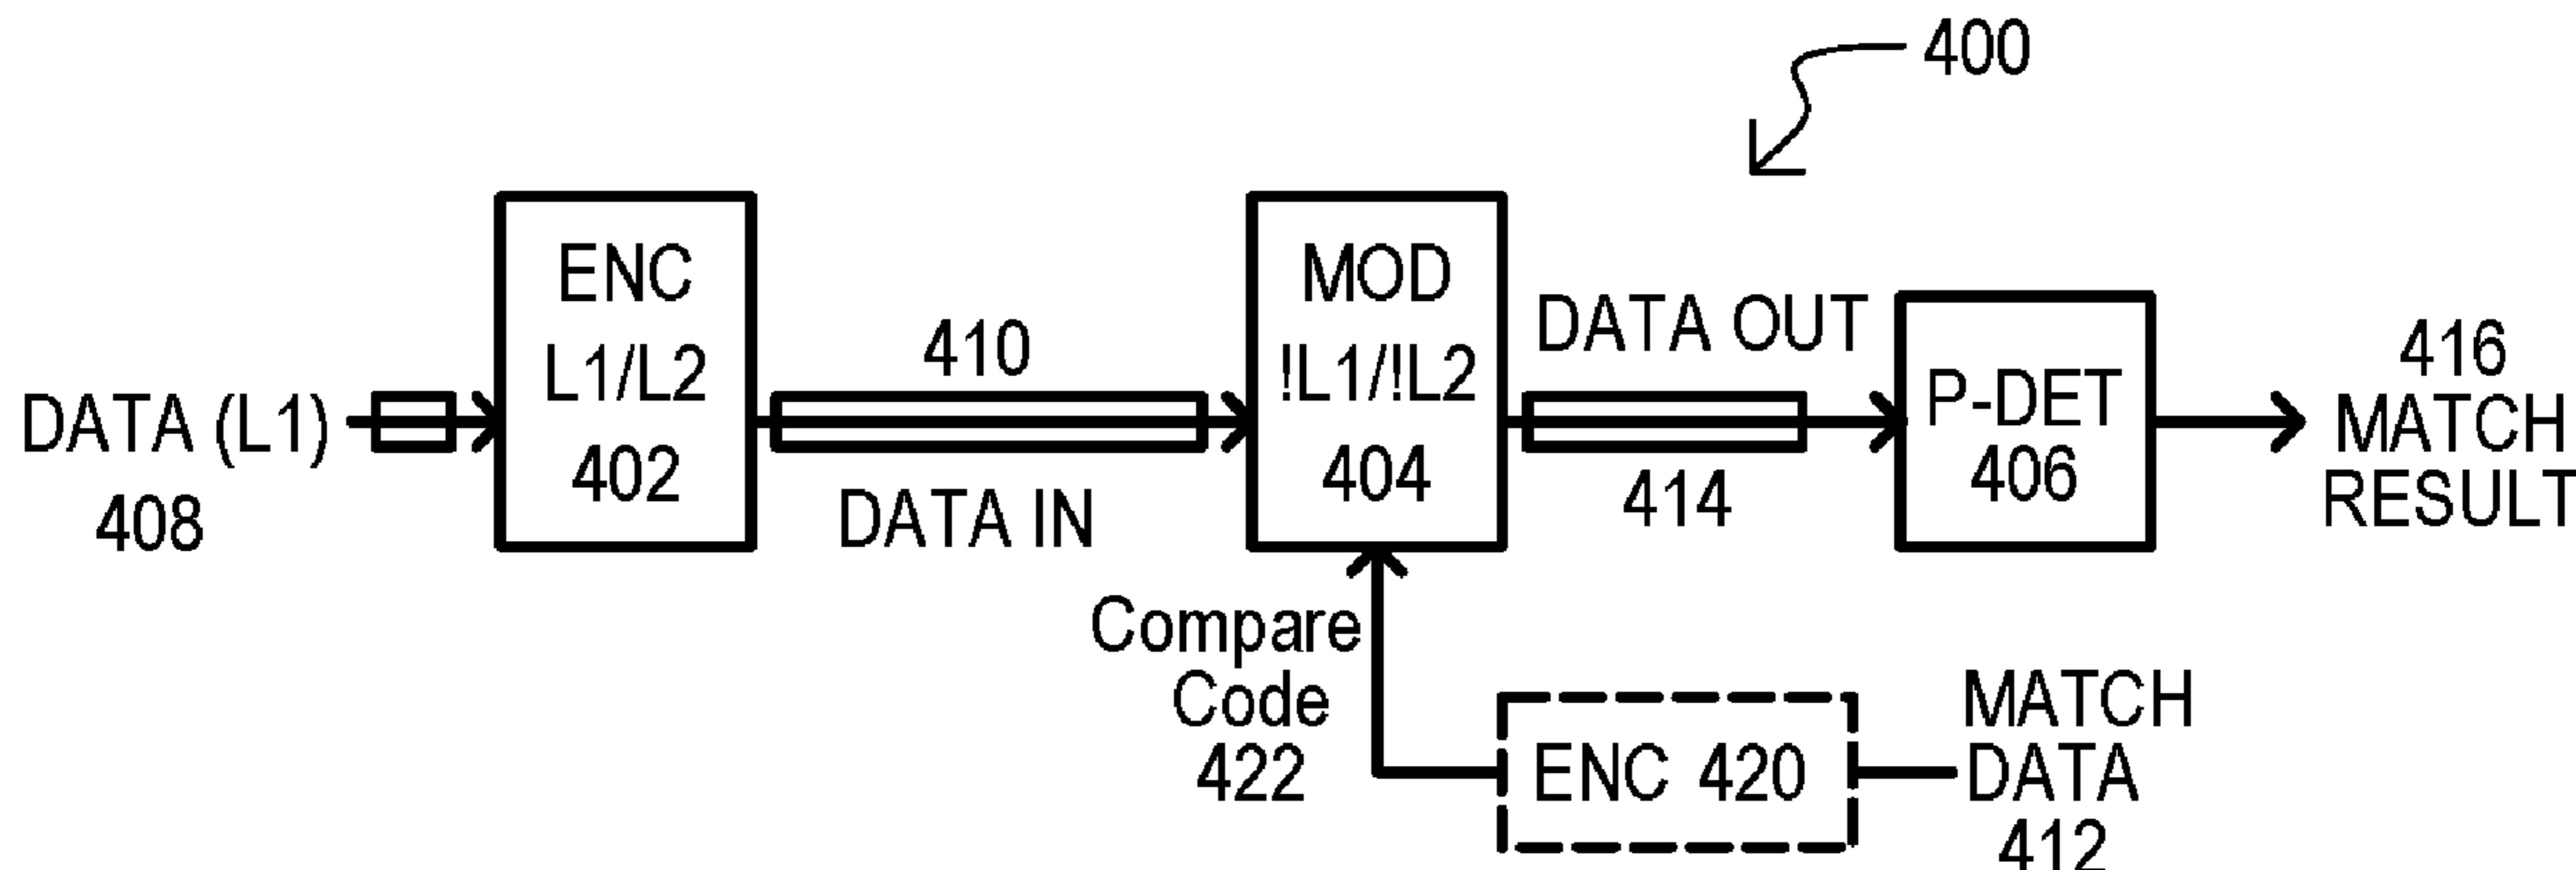 400
DATA (L1)
408
ENC
L1/L2
402
410
DATA IN
MOD
!L1/!L2
404
DATA OUT
414
P-DET
406
416
MATCH
RESULT
Compare
Code
422
ENC 420
MATCH
DATA
412